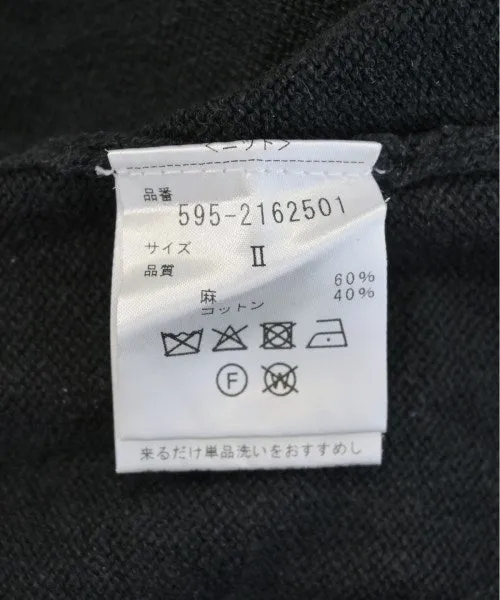 <ニット>
品番
595-2162501
サイズ II
品質
麻 60%
コットン 40%
F W
来るだけ単品洗いをおすすめし